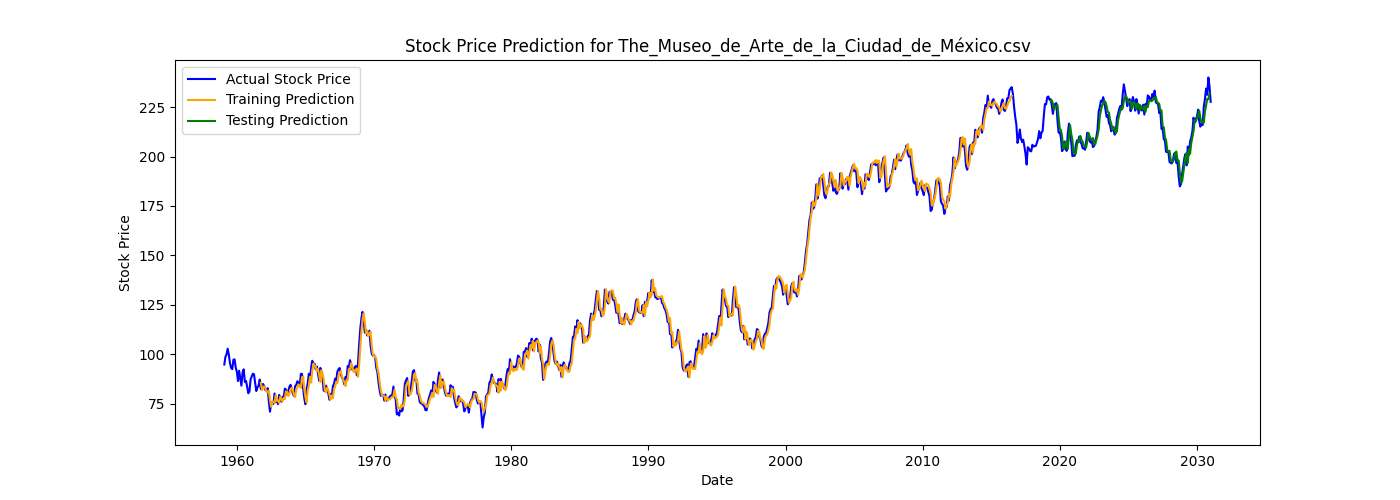 Stock Price Prediction for The_Museo_de_Arte_de_la_Ciudad_de_México.csv
Actual Stock Price
Training Prediction
Testing Prediction
Stock Price
225
200
175
150
125
100
75
1960 1970 1980 1990 2000 2010 2020 2030
Date